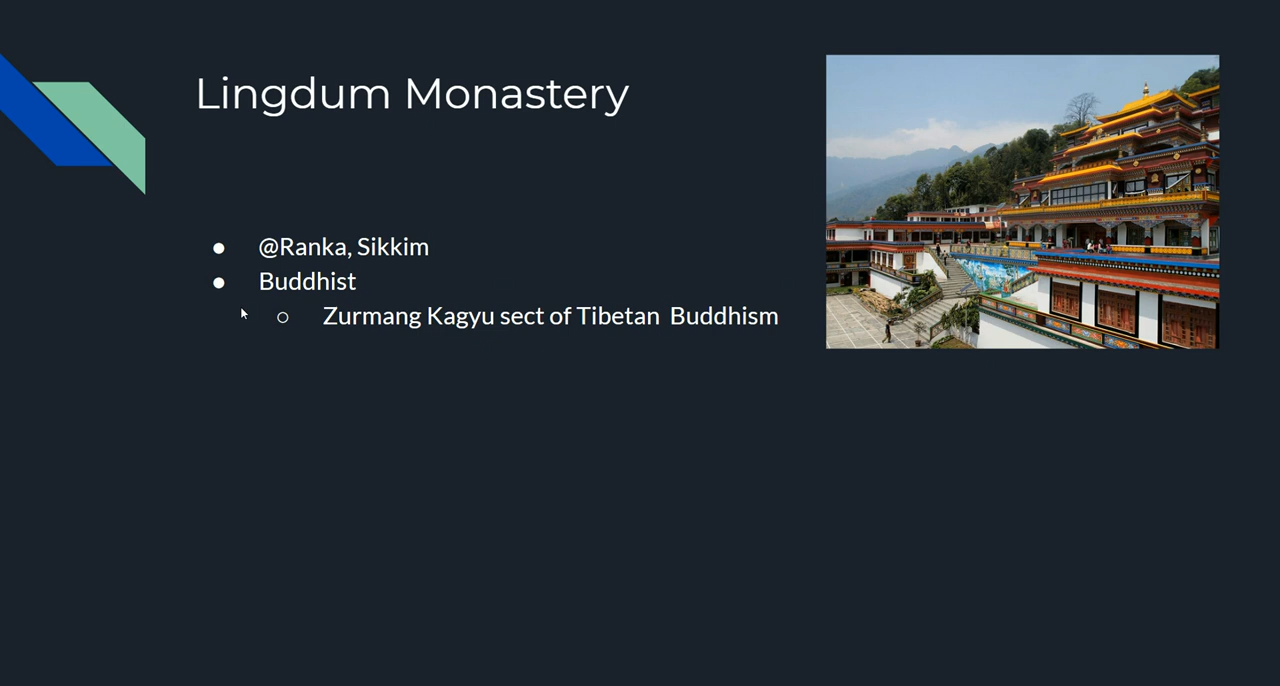 Lingdum Monastery
● @Ranka, Sikkim
● Buddhist
○ Zurmang Kagyu sect of Tibetan  Buddhism